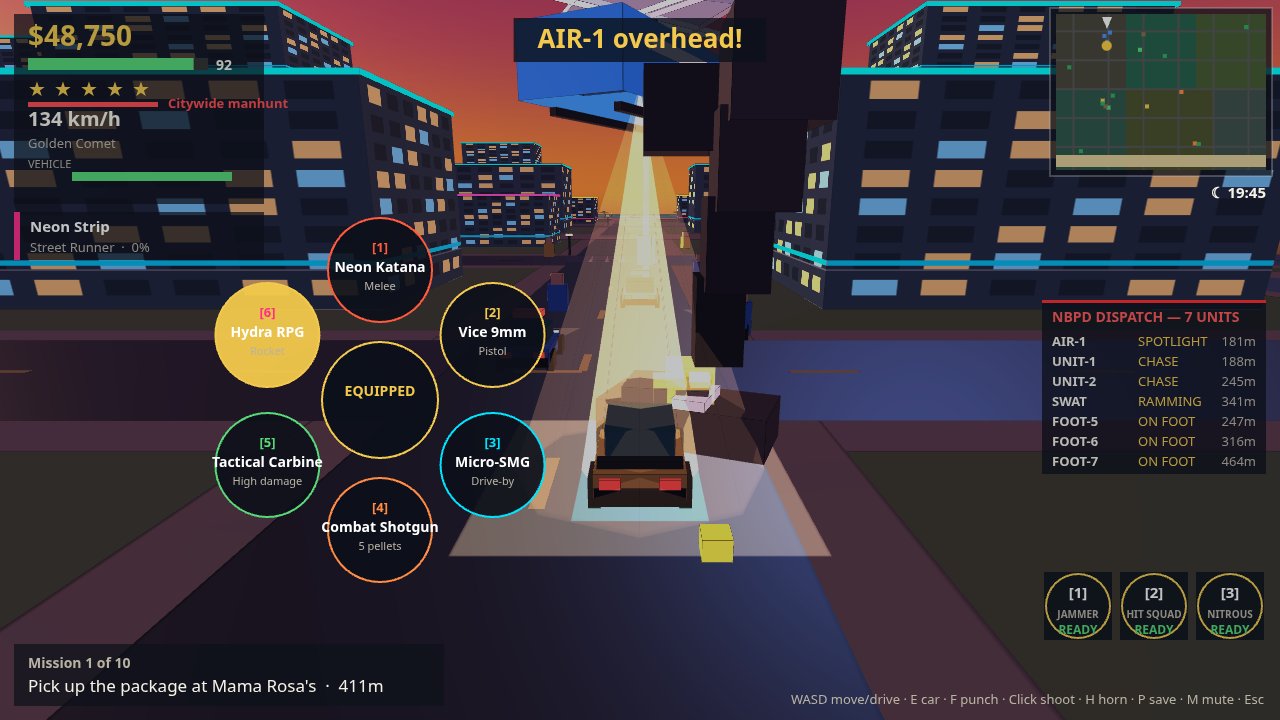 $48,750
92
★ ★ ★ ★ ★
Citywide manhunt
134 km/h
Golden Comet
VEHICLE
Neon Strip
Street Runner · 0%
AIR-1 overhead!
☾ 19:45
[1]
Neon Katana
Melee
[6]
Hydra RPG
Rocket
[2]
Vice 9mm
Pistol
EQUIPPED
[5]
Tactical Carbine
High damage
[3]
Micro-SMG
Drive-by
[4]
Combat Shotgun
5 pellets
NBPD DISPATCH — 7 UNITS
AIR-1 SPOTLIGHT 181m
UNIT-1 CHASE 188m
UNIT-2 CHASE 245m
SWAT RAMMING 341m
FOOT-5 ON FOOT 247m
FOOT-6 ON FOOT 316m
FOOT-7 ON FOOT 464m
[1] JAMMER READY
[2] HIT SQUAD READY
[3] NITROUS READY
Mission 1 of 10
Pick up the package at Mama Rosa's · 411m
WASD move/drive · E car · F punch · Click shoot · H horn · P save · M mute · Esc